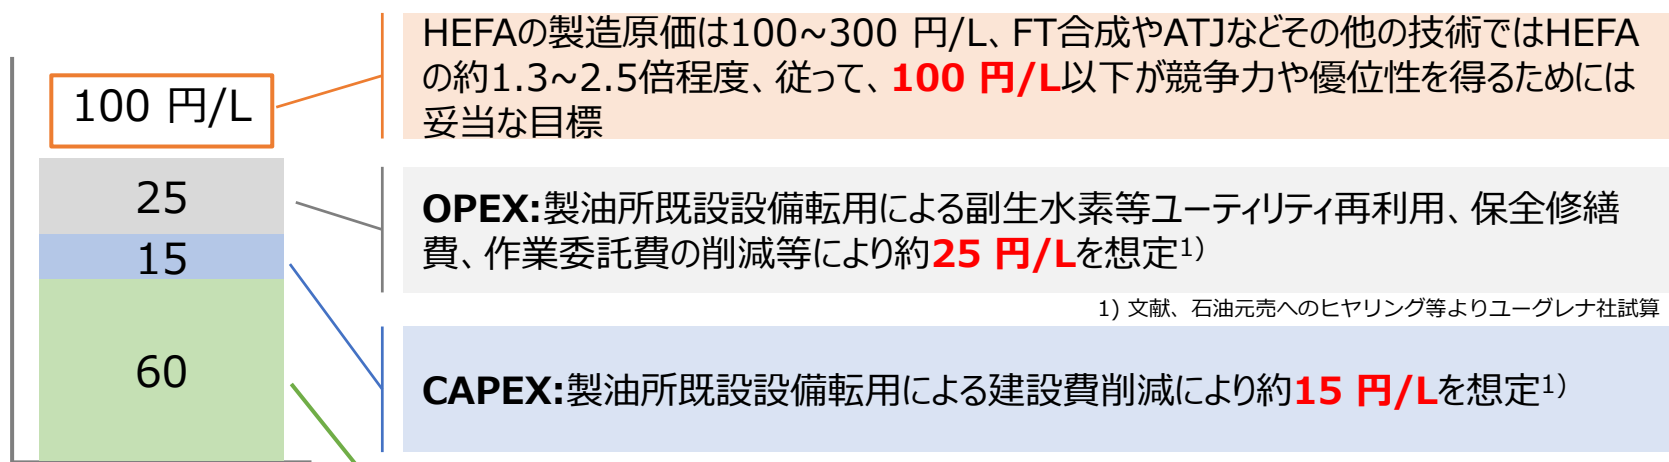 HEFAの製造原価は100~300 円/L、FT合成やATJなどその他の技術ではHEFA
の約1.3~2.5倍程度、従って、100 円/L以下が競争力や優位性を得るためには
妥当な目標
100 円/L
25
OPEX:製油所既設設備転用による副生水素等ユーティリティ再利用、保全修繕
費、作業委託費の削減等により約25 円/Lを想定1)
15
1) 文献、石油元売へのヒヤリング等よりユーグレナ社試算
60
CAPEX:製油所既設設備転用による建設費削減により約15 円/Lを想定1)